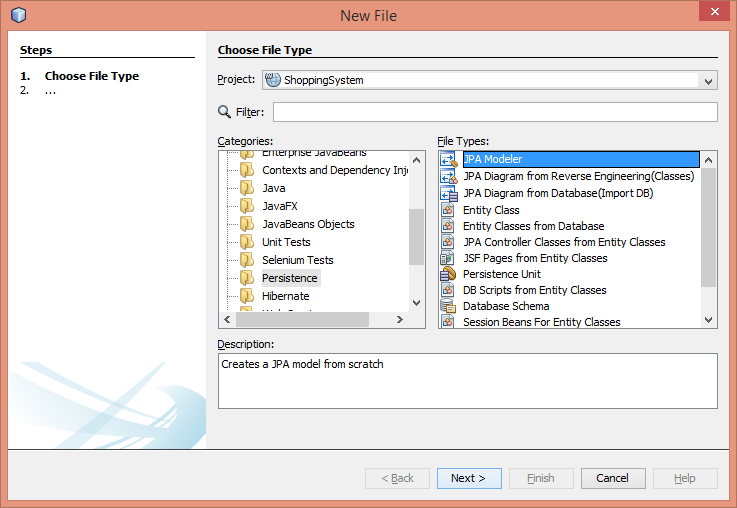 New File
Steps
1. Choose File Type
2. ...
Choose File Type
Project: ShoppingSystem
Filter:
Categories:
Enterprise JavaBeans
Contexts and Dependency Inj
Java
JavaFX
JavaBeans Objects
Unit Tests
Selenium Tests
Persistence
Hibernate
File Types:
JPA Modeler
JPA Diagram from Reverse Engineering(Classes)
JPA Diagram from Database(Import DB)
Entity Class
Entity Classes from Database
JPA Controller Classes from Entity Classes
JSF Pages from Entity Classes
Persistence Unit
DB Scripts from Entity Classes
Database Schema
Session Beans For Entity Classes
Description:
Creates a JPA model from scratch
< Back Next > Finish Cancel Help